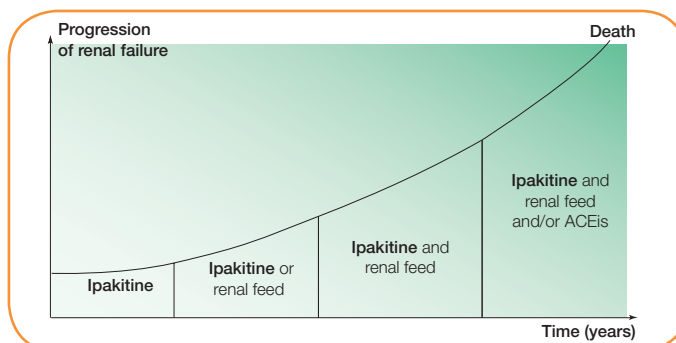 Progression
of renal failure
Death
Ipakitine
Ipakitine or
renal feed
Ipakitine and
renal feed
Ipakitine and
renal feed
and/or ACEis
Time (years)